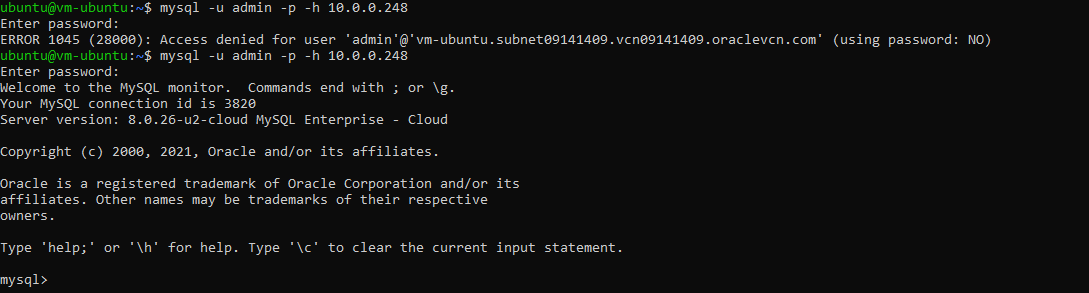 ubuntu@vm-ubuntu:~$ mysql -u admin -p -h 10.0.0.248
Enter password:
ERROR 1045 (28000): Access denied for user 'admin'@'vm-ubuntu.subnet09141409.vcn09141409.oraclevcn.com' (using password: NO)
ubuntu@vm-ubuntu:~$ mysql -u admin -p -h 10.0.0.248
Enter password:
Welcome to the MySQL monitor.  Commands end with ; or \g.
Your MySQL connection id is 3820
Server version: 8.0.26-u2-cloud MySQL Enterprise - Cloud

Copyright (c) 2000, 2021, Oracle and/or its affiliates.

Oracle is a registered trademark of Oracle Corporation and/or its
affiliates. Other names may be trademarks of their respective
owners.

Type 'help;' or '\h' for help. Type '\c' to clear the current input statement.

mysql>